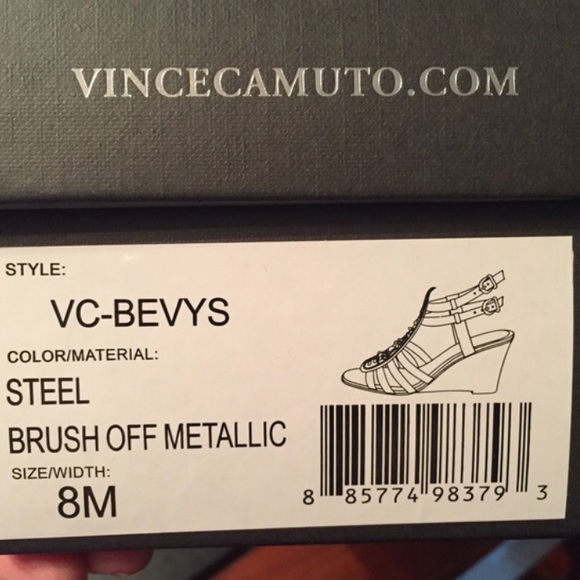 VINCECAMUTO.COM
STYLE:
VC-BEVYS
COLOR/MATERIAL:
STEEL
BRUSH OFF METALLIC
SIZE/WIDTH:
8M
8 85774 98379 3